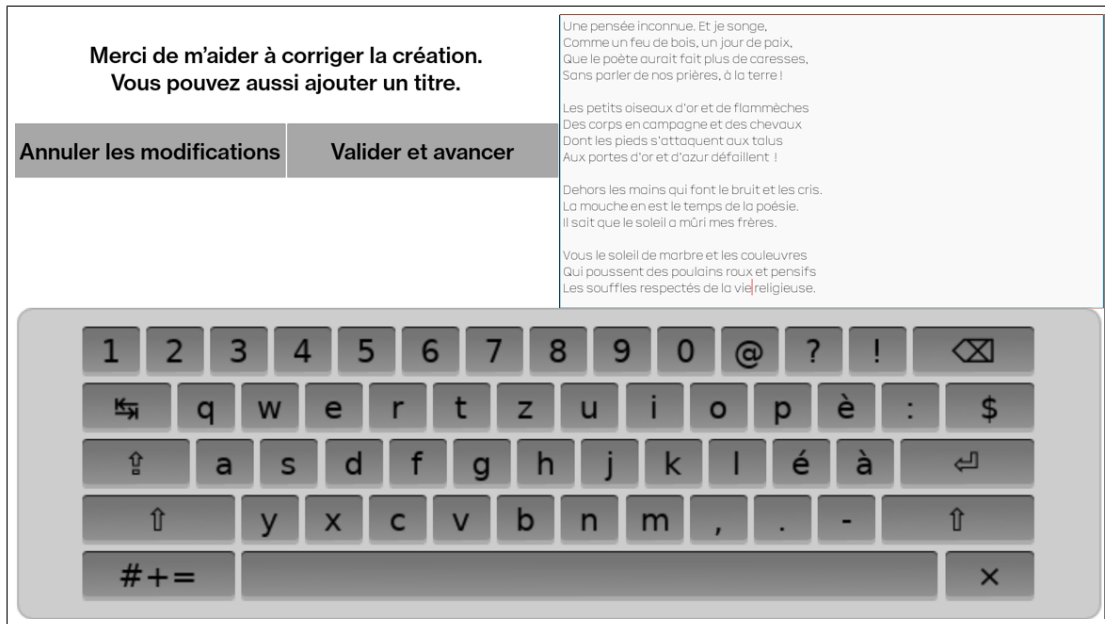 Merci de m’aider à corriger la création.
Vous pouvez aussi ajouter un titre.
Annuler les modifications
Valider et avancer
Une pensée inconnue. Et je songe,
Comme un feu de bois, un jour de paix,
Que le poète aurait fait plus de caresses,
Sans parler de nos prières, à la terre !
Les petits oiseaux d'or et de flammèches
Des corps en campagne et des chevaux
Dont les pieds s'attaquent aux talus
Aux portes d'or et d'azur défaillent !
Dehors les mains qui font le bruit et les cris.
La mouche en est le temps de la poésie.
Il sait que le soleil a mûri mes frères.
Vous le soleil de marbre et les couleuvres
Qui poussent des poulains roux et pensifs
Les souffles respectés de la vie religieuse.
1 2 3 4 5 6 7 8 9 0 @ ? ! ⌫
↹ q w e r t z u i o p è : $
⇪ a s d f g h j k l é à ⏎
⇧ y x c v b n m , . - ⇧
#+= ×